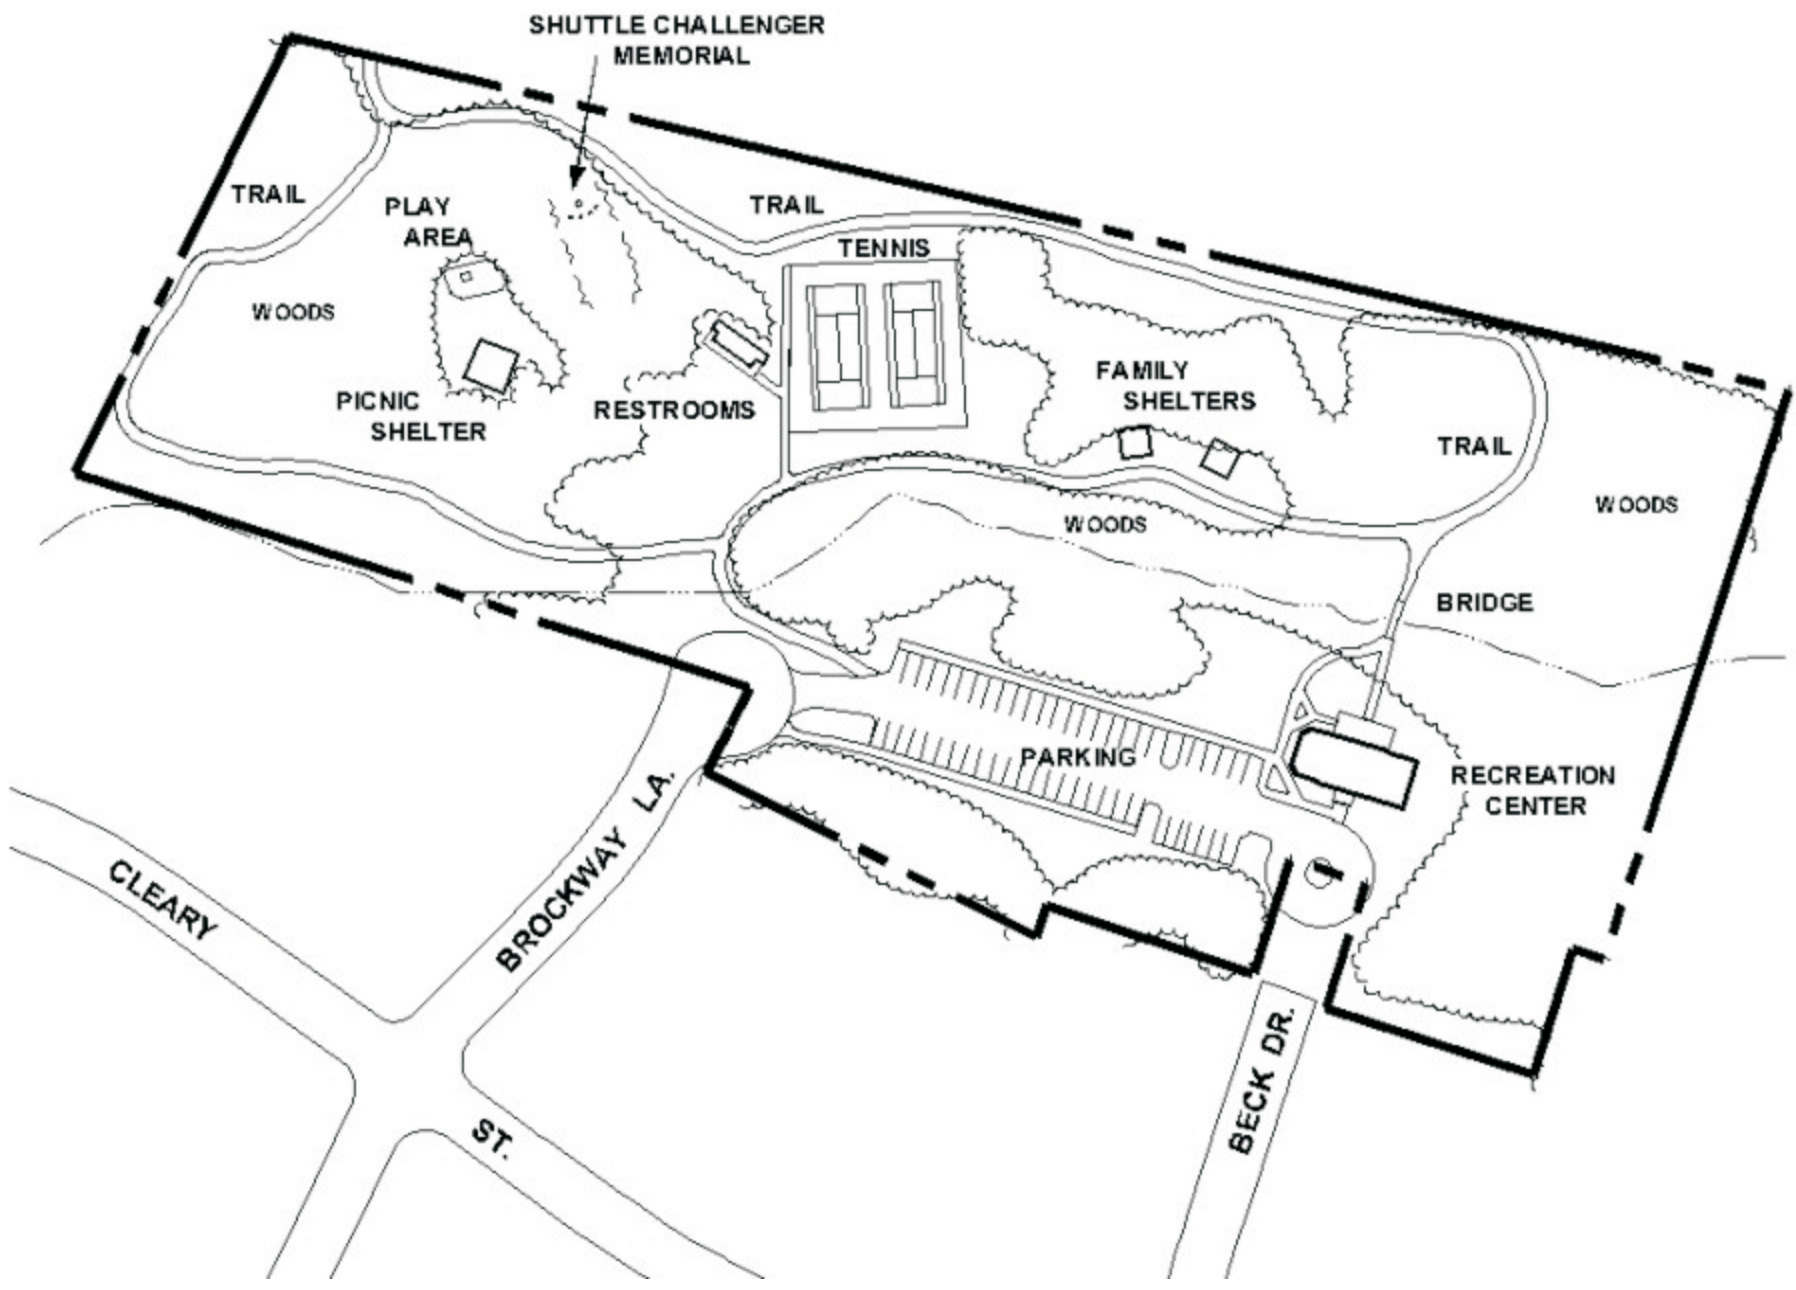 SHUTTLE CHALLENGER
MEMORIAL
TRAIL
PLAY
AREA
TRAIL
TENNIS
WOODS
PICNIC
SHELTER
RESTROOMS
FAMILY
SHELTERS
TRAIL
WOODS
WOODS
BRIDGE
PARKING
RECREATION
CENTER
BROCKWAY LA.
CLEARY
ST.
BECK DR.